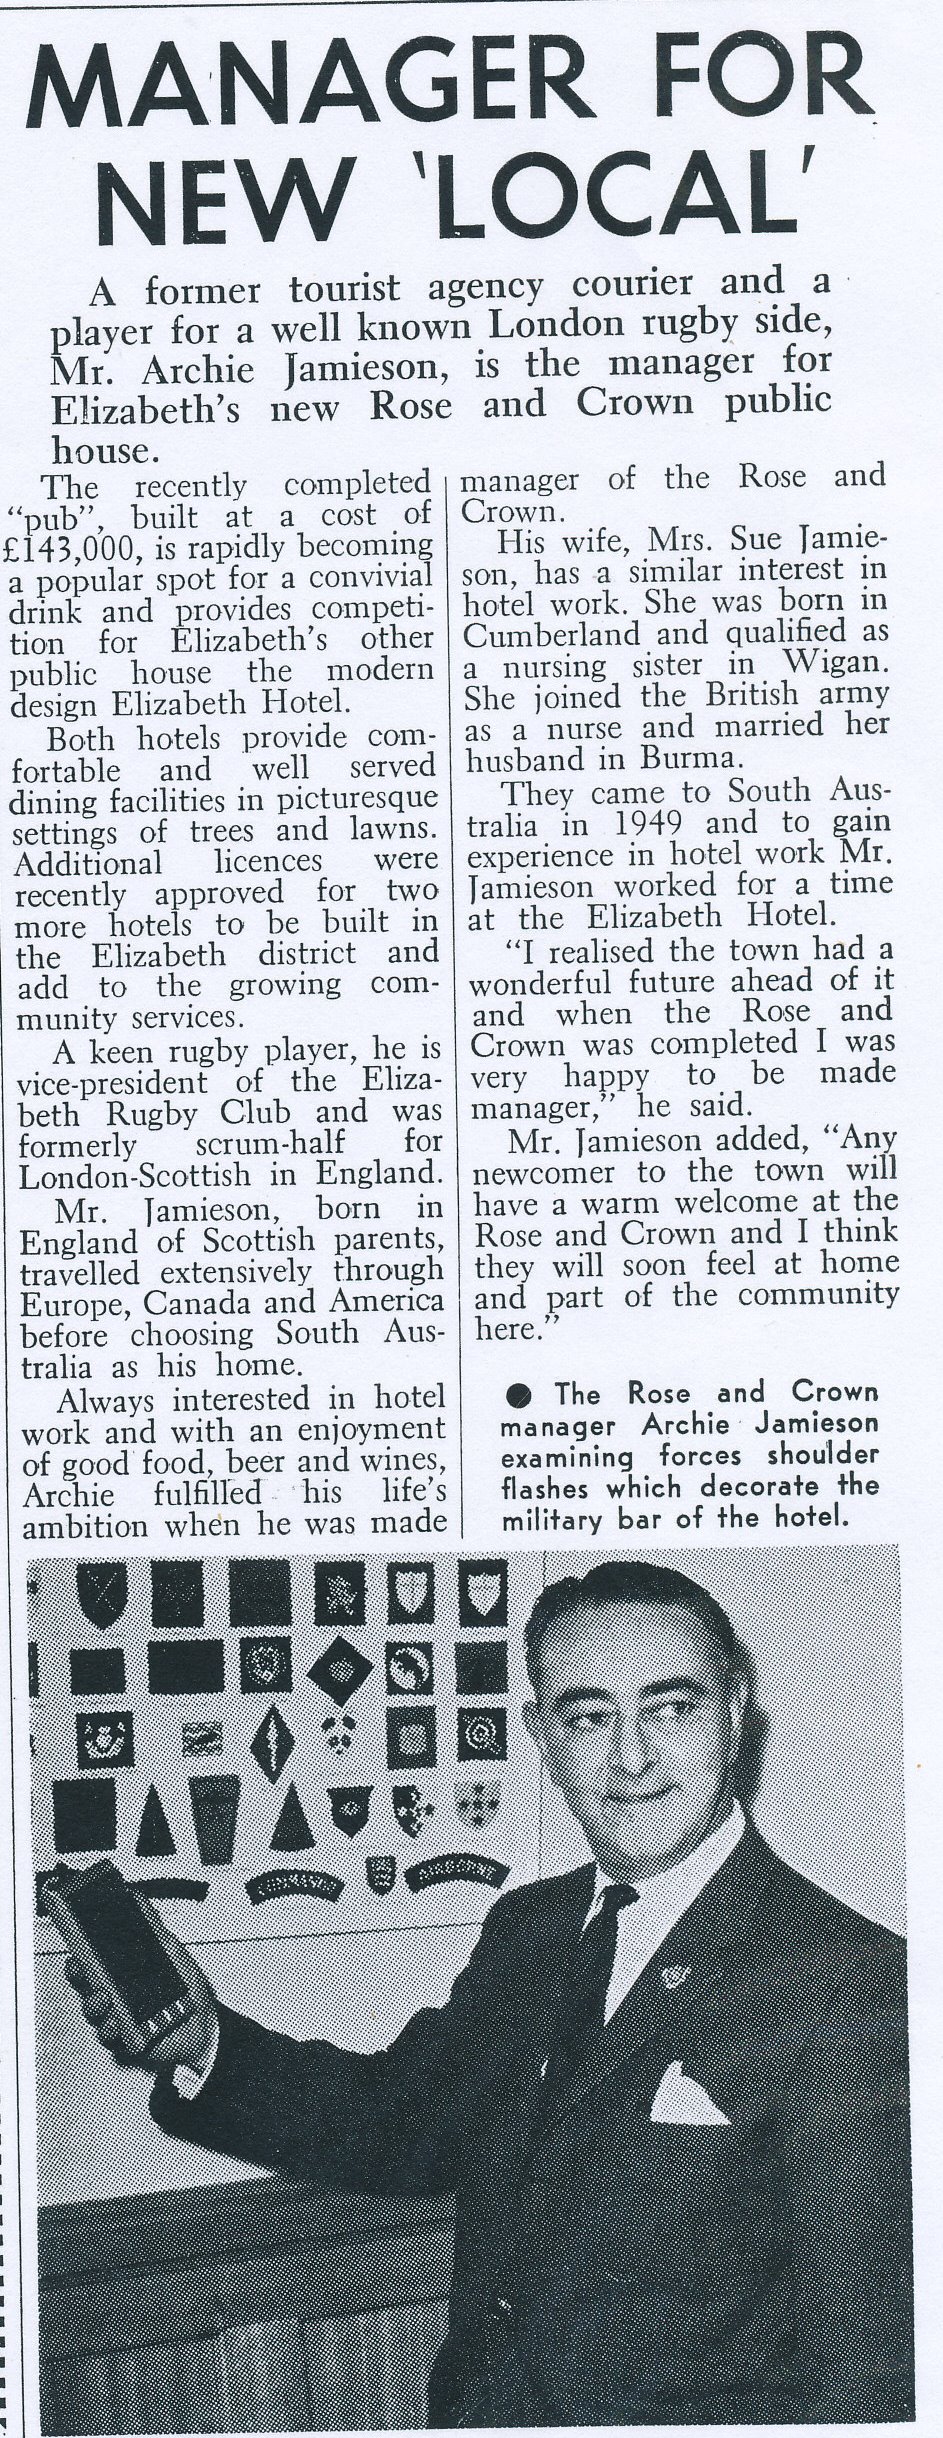 MANAGER FOR
NEW 'LOCAL'
A former tourist agency courier and a
player for a well known London rugby side,
Mr. Archie Jamieson, is the manager for
Elizabeth's new Rose and Crown public
house.
The recently completed
"pub", built at a cost of
£143,000, is rapidly becoming
a popular spot for a convivial
drink and provides competi-
tion for Elizabeth's other
public house the modern
design Elizabeth Hotel.
Both hotels provide com-
fortable and well served
dining facilities in picturesque
settings of trees and lawns.
Additional licences were
recently approved for two
more hotels to be built in
the Elizabeth district and
add to the growing com-
munity services.
A keen rugby player, he is
vice-president of the Eliza-
beth Rugby Club and was
formerly scrum-half for
London-Scottish in England.
Mr. Jamieson, born in
England of Scottish parents,
travelled extensively through
Europe, Canada and America
before choosing South Aus-
tralia as his home.
Always interested in hotel
work and with an enjoyment
of good food, beer and wines,
Archie fulfilled his life's
ambition when he was made
manager of the Rose and
Crown.
His wife, Mrs. Sue Jamie-
son, has a similar interest in
hotel work. She was born in
Cumberland and qualified as
a nursing sister in Wigan.
She joined the British army
as a nurse and married her
husband in Burma.
They came to South Aus-
tralia in 1949 and to gain
experience in hotel work Mr.
Jamieson worked for a time
at the Elizabeth Hotel.
"I realised the town had a
wonderful future ahead of it
and when the Rose and
Crown was completed I was
very happy to be made
manager," he said.
Mr. Jamieson added, "Any
newcomer to the town will
have a warm welcome at the
Rose and Crown and I think
they will soon feel at home
and part of the community
here."
● The Rose and Crown
manager Archie Jamieson
examining forces shoulder
flashes which decorate the
military bar of the hotel.
COMMANDO
AIRBORNE